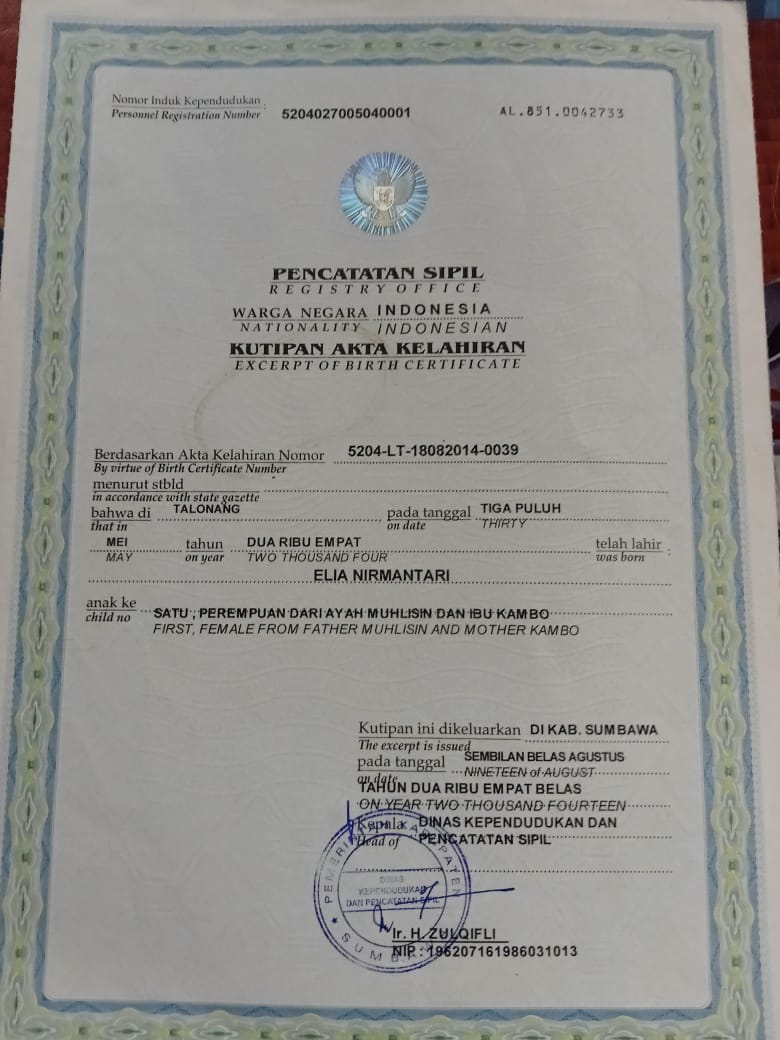 Nomor Induk Kependudukan :
Personnel Registration Number
5204027005040001
AL.851.0042733
PENCATATAN SIPIL
REGISTRY OFFICE
WARGA NEGARA INDONESIA
NATIONALITY INDONESIAN
KUTIPAN AKTA KELAHIRAN
EXCERPT OF BIRTH CERTIFICATE
Berdasarkan Akta Kelahiran Nomor 5204-LT-18082014-0039
By virtue of Birth Certificate Number
menurut stbld
in accordance with state gazette
bahwa di TALONANG pada tanggal TIGA PULUH
that in on date THIRTY
MEI tahun DUA RIBU EMPAT telah lahir :
MAY on year TWO THOUSAND FOUR was born
ELIA NIRMANTARI
anak ke SATU , PEREMPUAN DARI AYAH MUHLISIN DAN IBU KAMBO
child no FIRST, FEMALE FROM FATHER MUHLISIN AND MOTHER KAMBO
Kutipan ini dikeluarkan DI KAB. SUMBAWA
The excerpt is issued
pada tanggal SEMBILAN BELAS AGUSTUS
on date NINETEEN of AUGUST
TAHUN DUA RIBU EMPAT BELAS
ON YEAR TWO THOUSAND FOURTEEN
Kepala DINAS KEPENDUDUKAN DAN
Head of PENCATATAN SIPIL
PEMERINTAH KABUPATEN
DINAS
KEPENDUDUKAN
DAN PENCATATAN SIPIL
SUMBAWA
Ir. H. ZULQIFLI
NIP : 196207161986031013